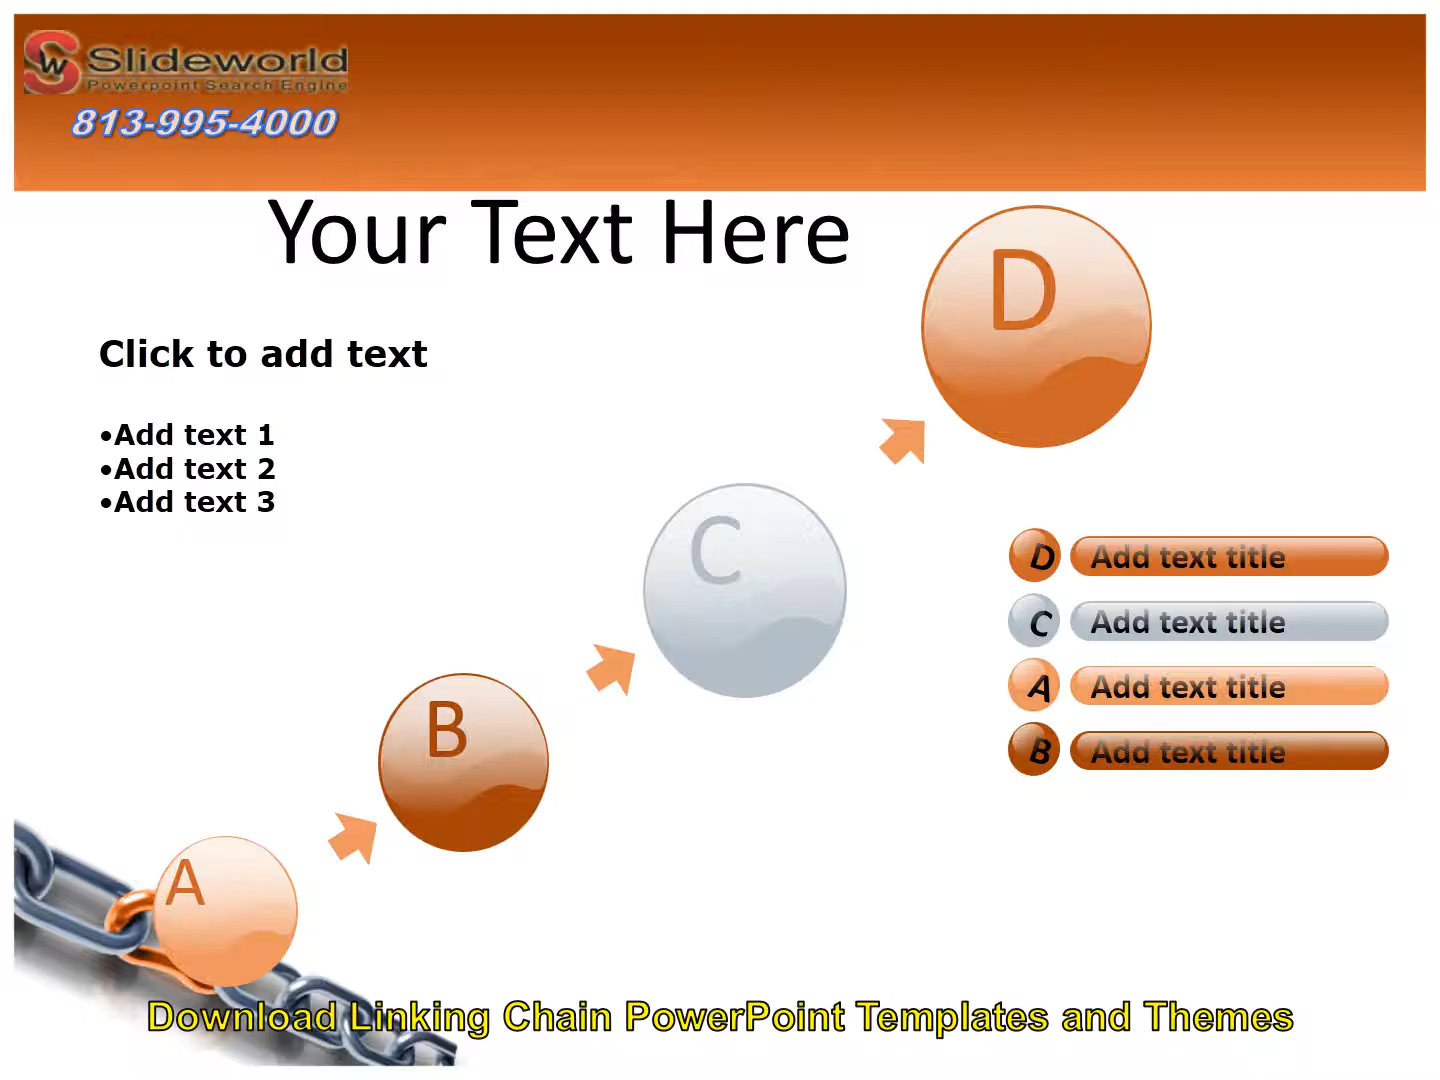 Slideworld
Powerpoint Search Engine
813-995-4000
Your Text Here
D
Click to add text
•Add text 1
•Add text 2
•Add text 3
C
D Add text title
C Add text title
A Add text title
B Add text title
B
A
Download Linking Chain PowerPoint Templates and Themes